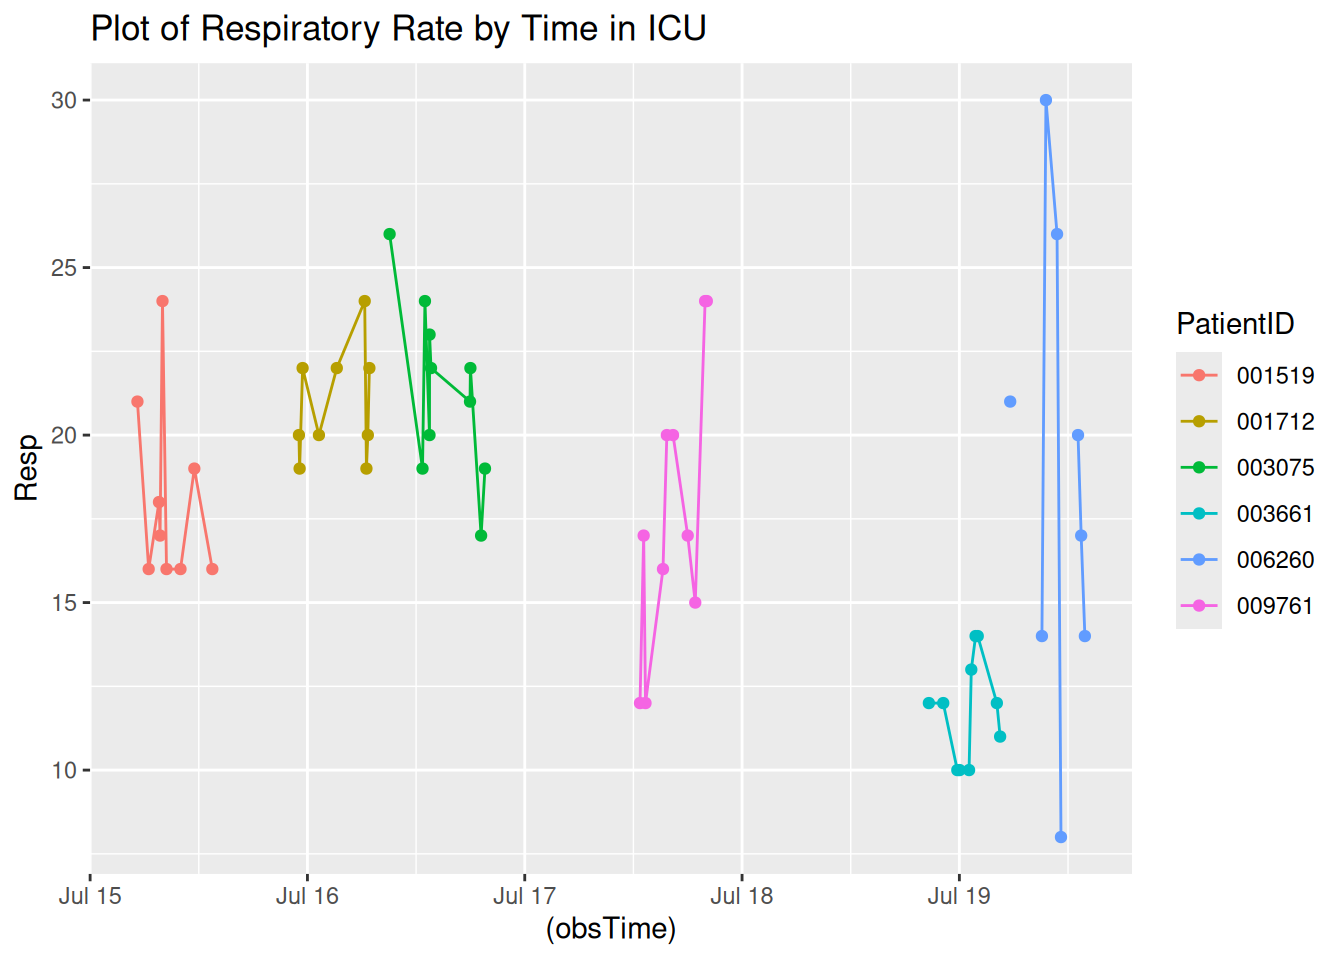 Plot of Respiratory Rate by Time in ICU
30
25
20
15
10
Resp
Jul 15 Jul 16 Jul 17 Jul 18 Jul 19
(obsTime)
PatientID
001519
001712
003075
003661
006260
009761